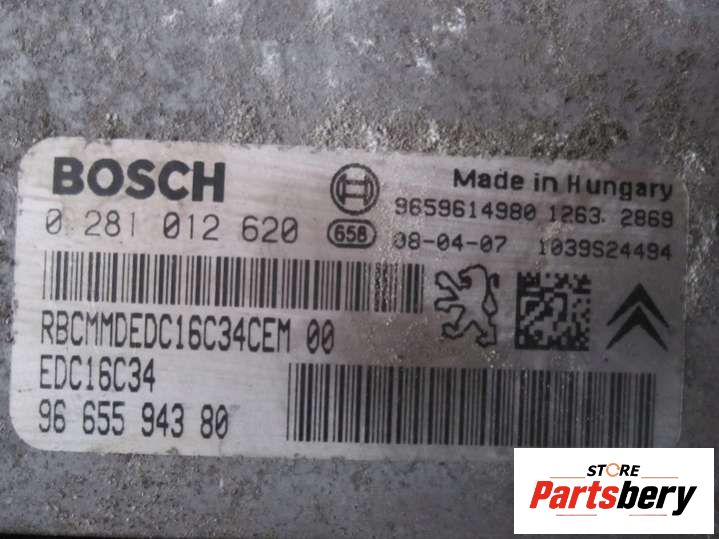 BOSCH
Made in Hungary
9659614980 1263. 2869
0 281 012 620
658
08-04-07 1039S24494
RBCMMDEDC16C34CEM 00
EDC16C34
96 655 943 80
STORE
Partsbery